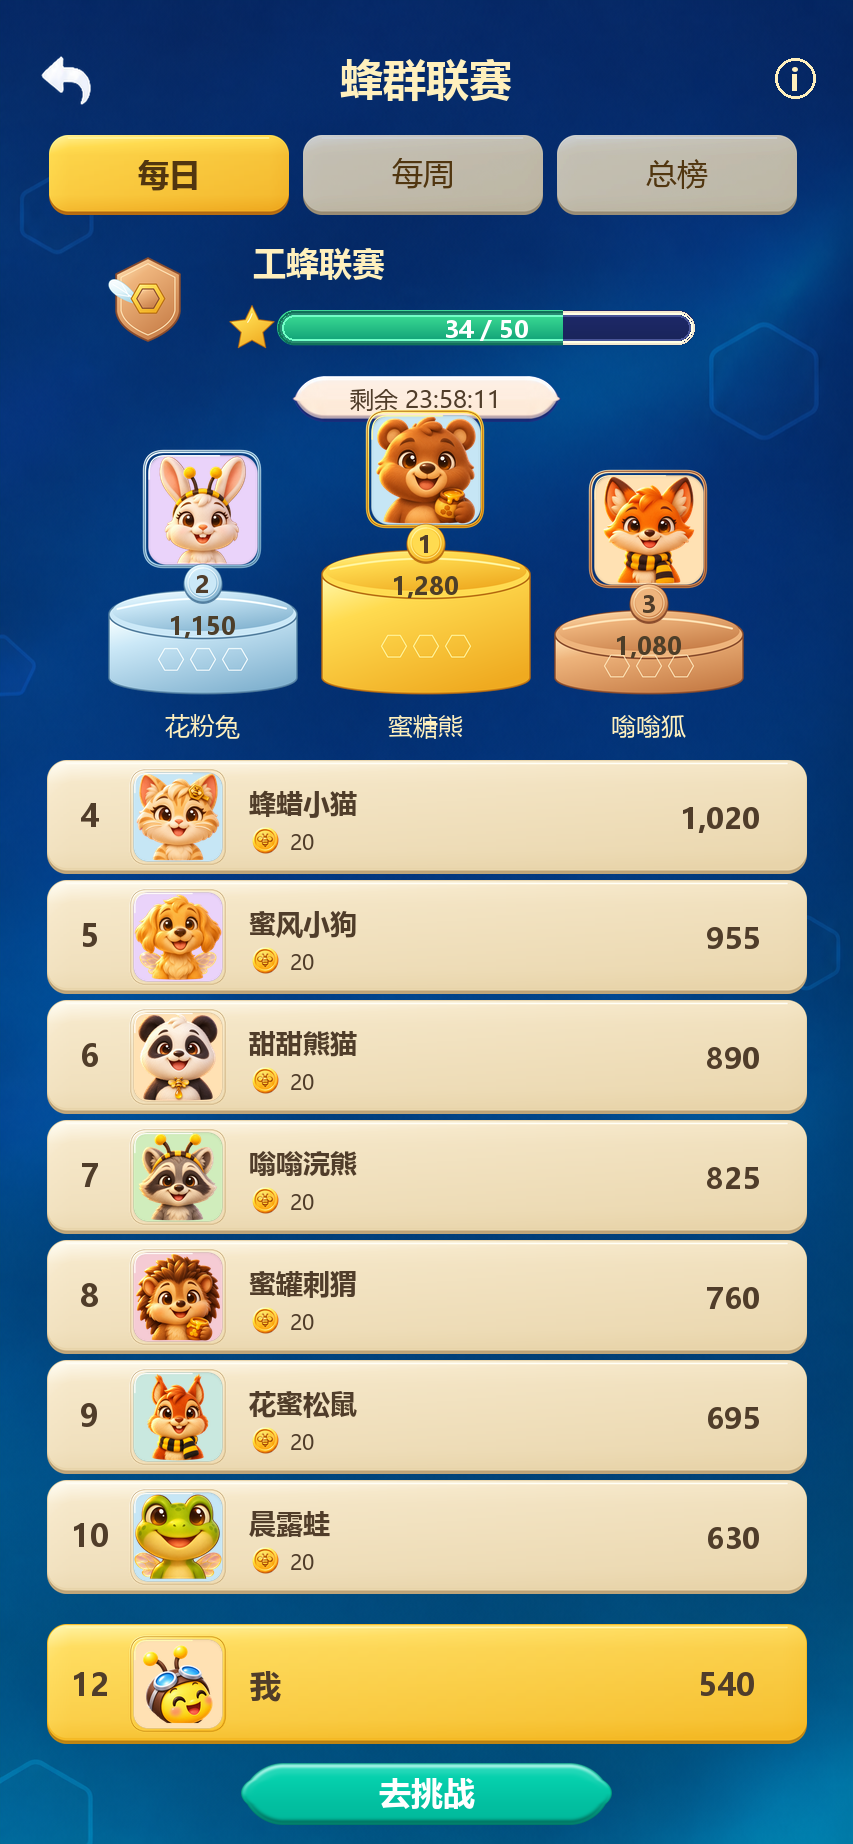 蜂群联赛
每日
每周
总榜
工蜂联赛
34 / 50
剩余 23:58:11
1
1,280
2
1,150
3
1,080
花粉兔
蜜糖熊
嗡嗡狐
4
蜂蜡小猫
20
1,020
5
蜜风小狗
20
955
6
甜甜熊猫
20
890
7
嗡嗡浣熊
20
825
8
蜜罐刺猬
20
760
9
花蜜松鼠
20
695
10
晨露蛙
20
630
12
我
540
去挑战